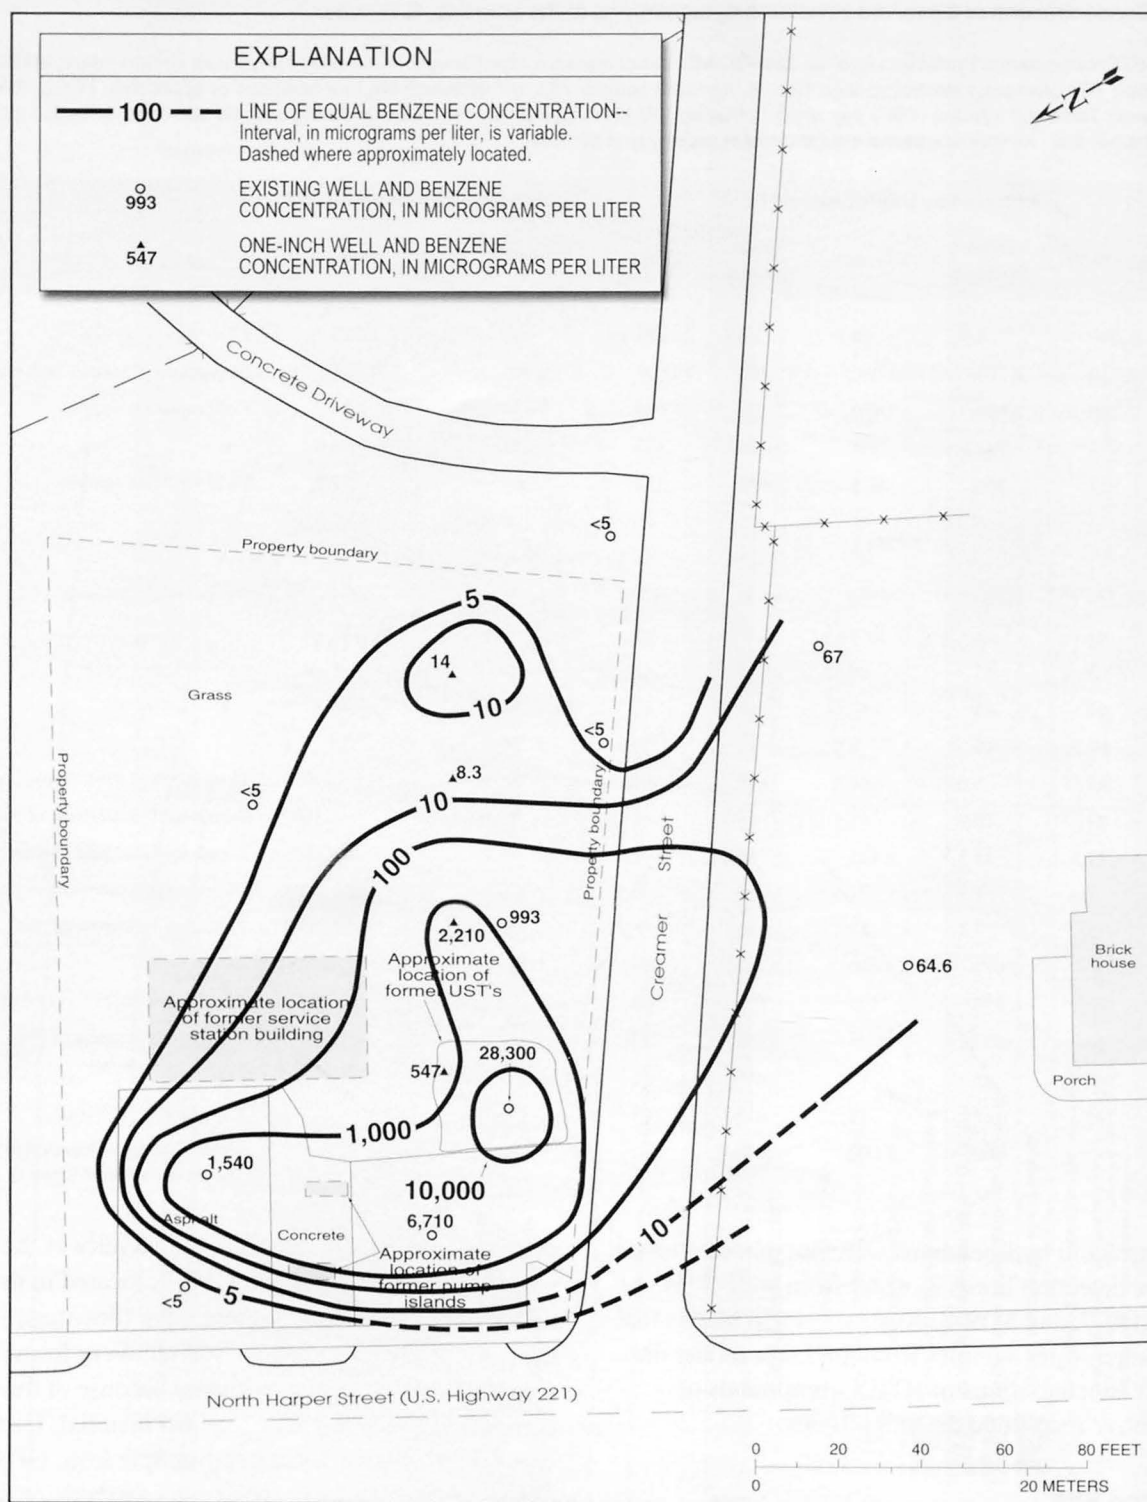 EXPLANATION
100
LINE OF EQUAL BENZENE CONCENTRATION--
Interval, in micrograms per liter, is variable.
Dashed where approximately located.
993
EXISTING WELL AND BENZENE
CONCENTRATION, IN MICROGRAMS PER LITER
547
ONE-INCH WELL AND BENZENE
CONCENTRATION, IN MICROGRAMS PER LITER
N
Concrete Driveway
<5
Property boundary
5
14
67
Grass
10
<5
8.3
<5
10
Property boundary
Property boundary
Creamer Street
100
993
2,210
Approximate
location of
former UST's
64.6
Brick
house
Approximate location
of former service
station building
28,300
547
Porch
1,000
1,540
10,000
6,710
Asphalt
Concrete
10
Approximate
location of
former pump
islands
<5
5
North Harper Street (U.S. Highway 221)
0 20 40 60 80 FEET
0 20 METERS